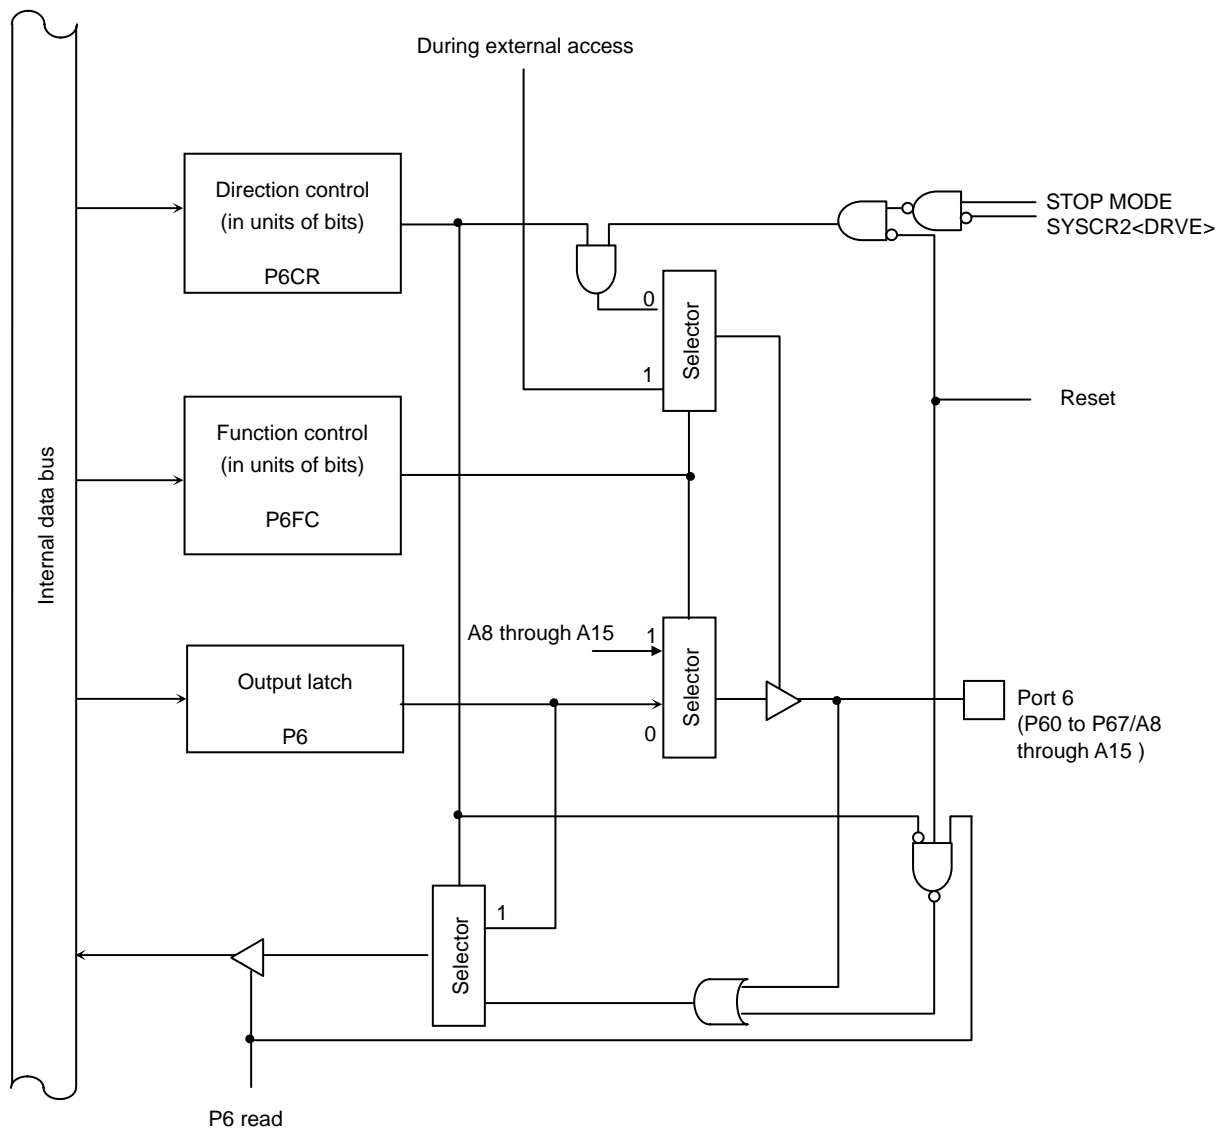 During external access
Direction control
(in units of bits)
P6CR
STOP MODE
SYSCR2<DRVE>
0
Selector
1
Reset
Function control
(in units of bits)
P6FC
Internal data bus
A8 through A15
1
Selector
0
Output latch
P6
Port 6
(P60 to P67/A8
through A15 )
1
Selector
P6 read